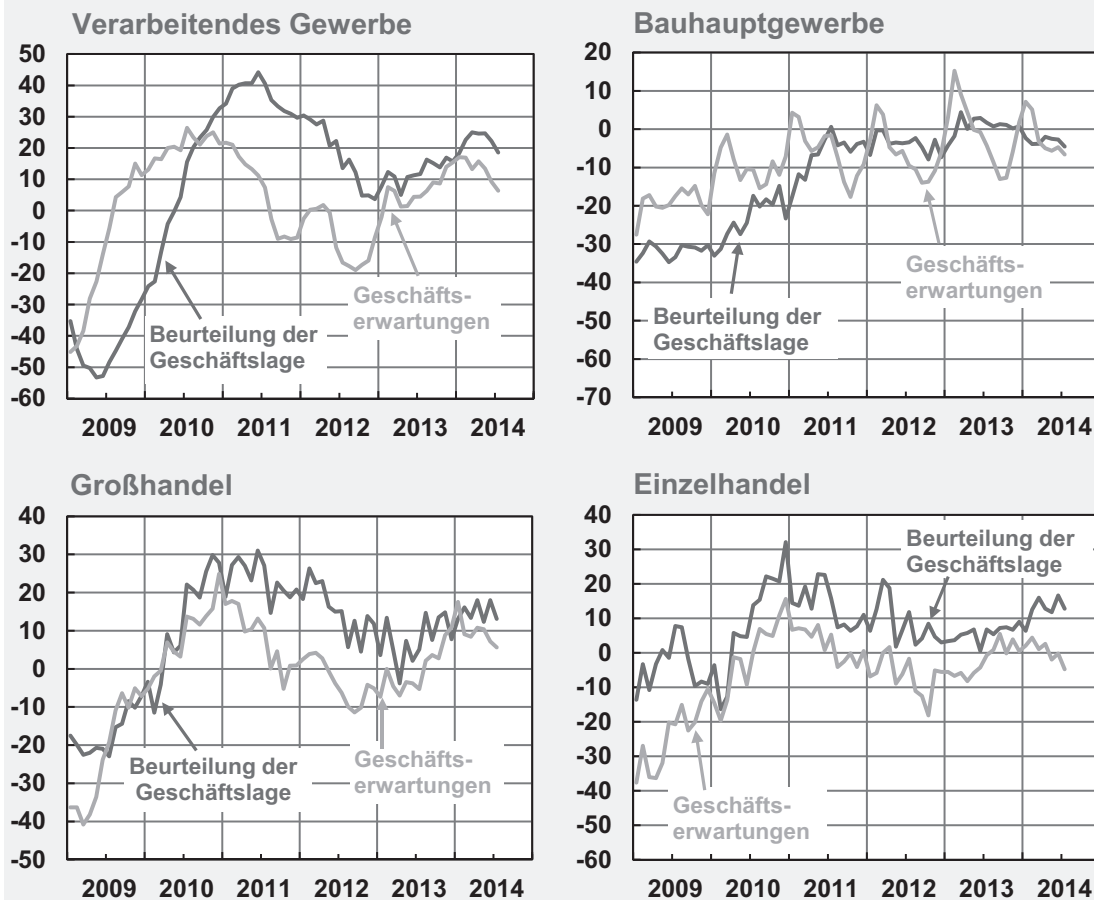 Verarbeitendes Gewerbe
50
40
30
20
10
0
-10
-20
-30
-40
-50
-60
Geschäfts-
erwartungen
Beurteilung der
Geschäftslage
2009 2010 2011 2012 2013 2014
Bauhauptgewerbe
20
10
0
-10
-20
-30
-40
-50
-60
-70
Geschäfts-
erwartungen
Beurteilung der
Geschäftslage
2009 2010 2011 2012 2013 2014
Großhandel
40
30
20
10
0
-10
-20
-30
-40
-50
Beurteilung der
Geschäftslage
Geschäfts-
erwartungen
2009 2010 2011 2012 2013 2014
Einzelhandel
40
30
20
10
0
-10
-20
-30
-40
-50
-60
Beurteilung der
Geschäftslage
Geschäfts-
erwartungen
2009 2010 2011 2012 2013 2014